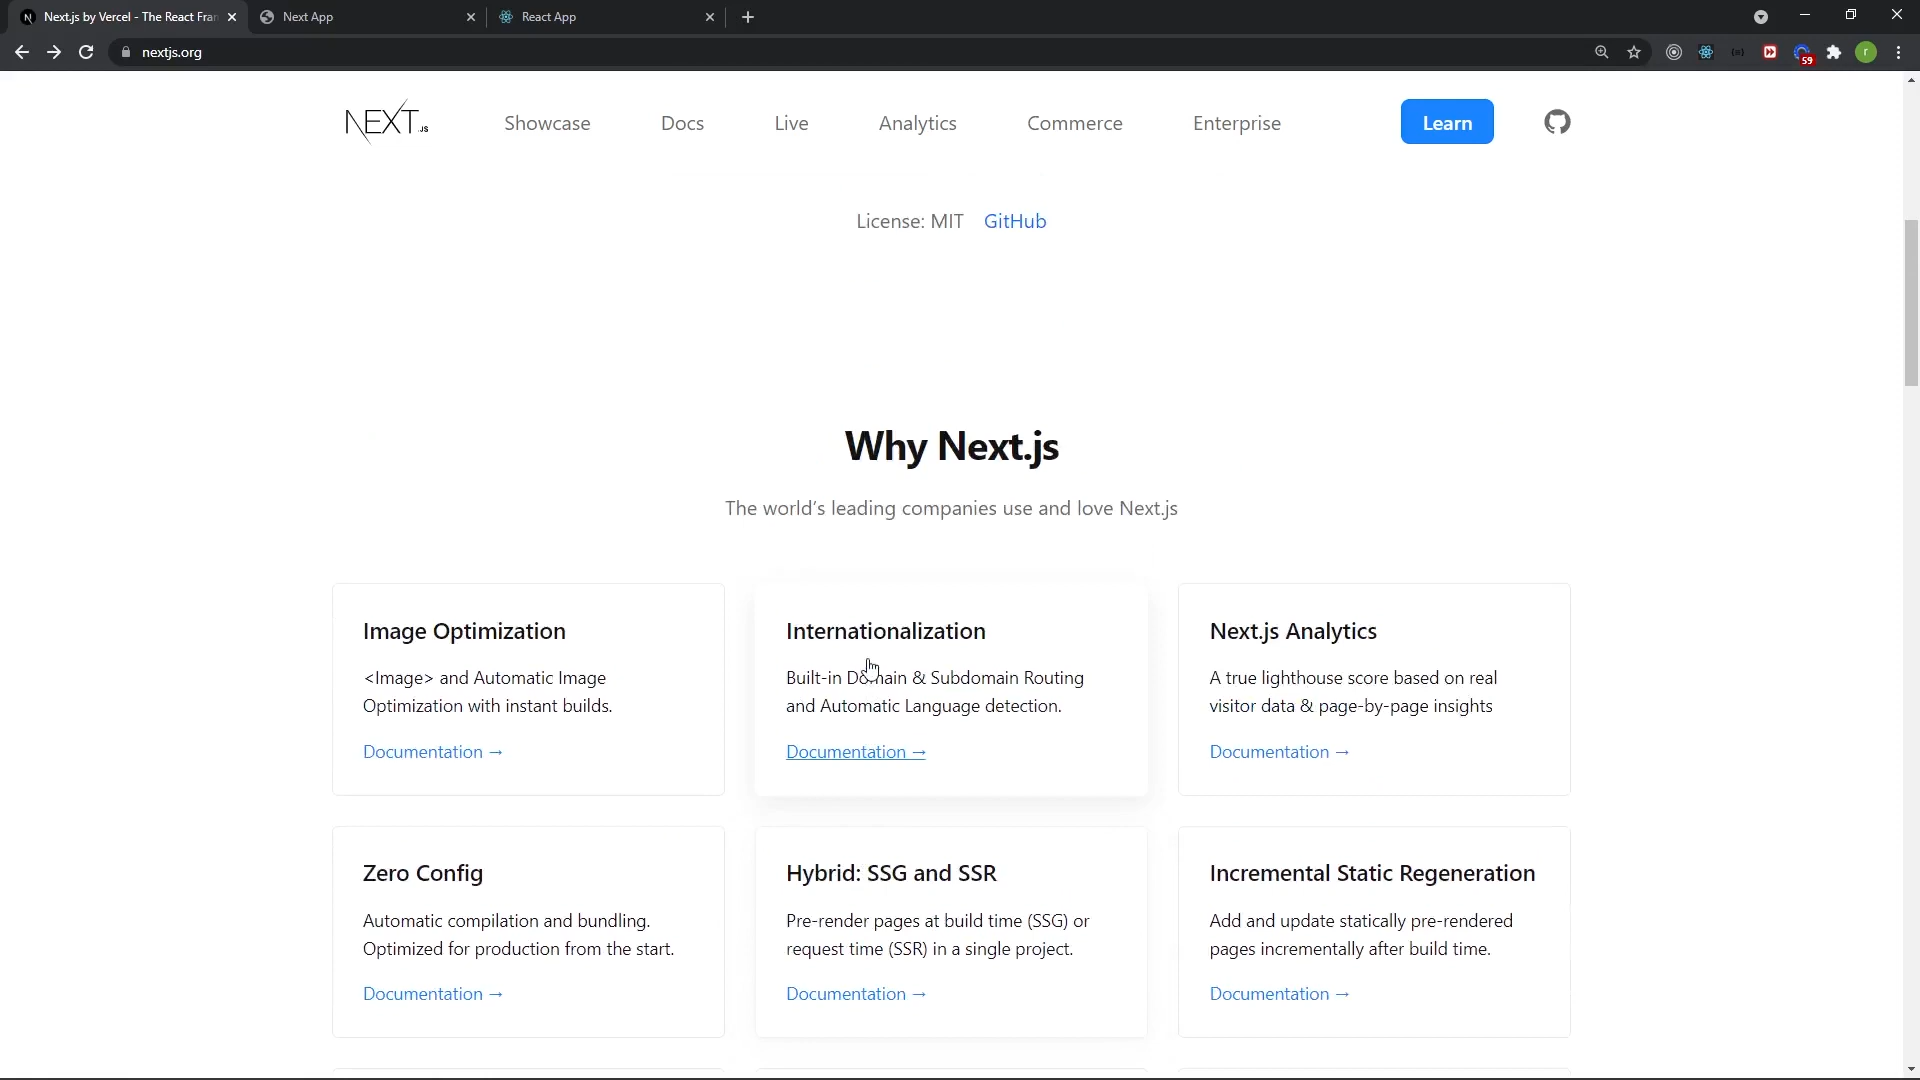 Next.js by Vercel - The React Fran
Next App
React App
nextjs.org
59
r
NEXT.JS
Showcase
Docs
Live
Analytics
Commerce
Enterprise
Learn
License: MIT GitHub
Why Next.js
The world's leading companies use and love Next.js
Image Optimization
<Image> and Automatic Image
Optimization with instant builds.
Documentation →
Internationalization
Built-in Domain & Subdomain Routing
and Automatic Language detection.
Documentation →
Next.js Analytics
A true lighthouse score based on real
visitor data & page-by-page insights
Documentation →
Zero Config
Automatic compilation and bundling.
Optimized for production from the start.
Documentation →
Hybrid: SSG and SSR
Pre-render pages at build time (SSG) or
request time (SSR) in a single project.
Documentation →
Incremental Static Regeneration
Add and update statically pre-rendered
pages incrementally after build time.
Documentation →